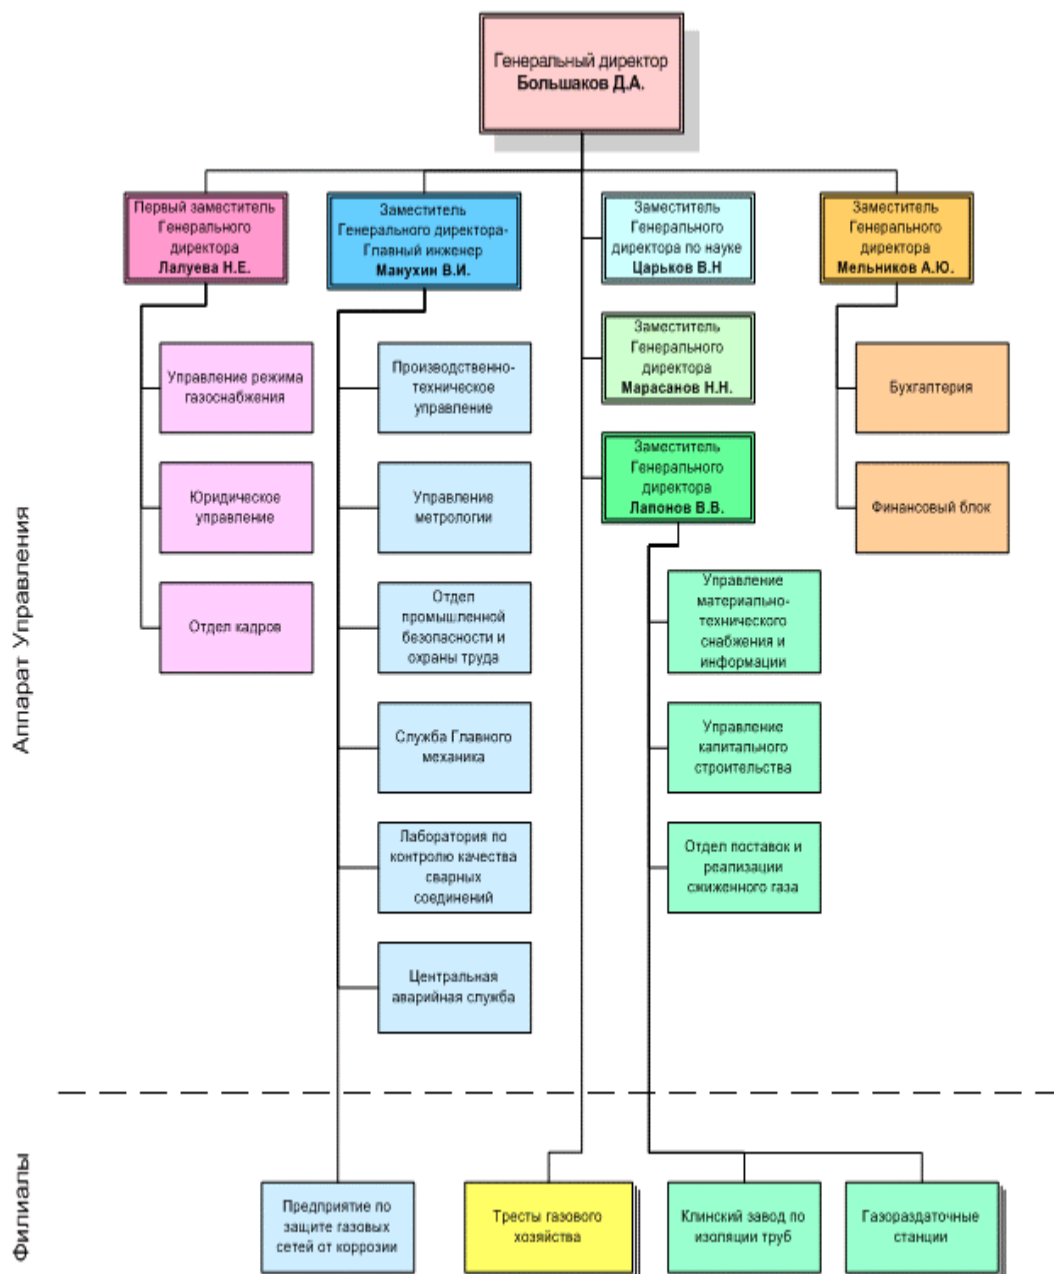 Генеральный директор
Большаков Д.А.
Первый заместитель
Генерального
директора
Лалуева Н.Е.
Заместитель
Генерального директора-
Главный инженер
Манухин В.И.
Заместитель
Генерального
директора по науке
Царьков В.Н
Заместитель
Генерального
директора
Мельников А.Ю.
Заместитель
Генерального
директора
Марасанов Н.Н.
Заместитель
Генерального
директора
Лапонов В.В.
Управление режима
газоснабжения
Юридическое
управление
Отдел кадров
Производственно-
техническое
управление
Управление
метрологии
Отдел
промышленной
безопасности и
охраны труда
Служба Главного
механика
Лаборатория по
контролю качества
сварных
соединений
Центральная
аварийная служба
Управление
материально-
технического
снабжения и
информации
Управление
капитального
строительства
Отдел поставок и
реализации
сжиженного газа
Бухгалтерия
Финансовый блок
Аппарат Управления
Филиалы
Предприятие по
защите газовых
сетей от коррозии
Тресты газового
хозяйства
Клинский завод по
изоляции труб
Газораздаточные
станции